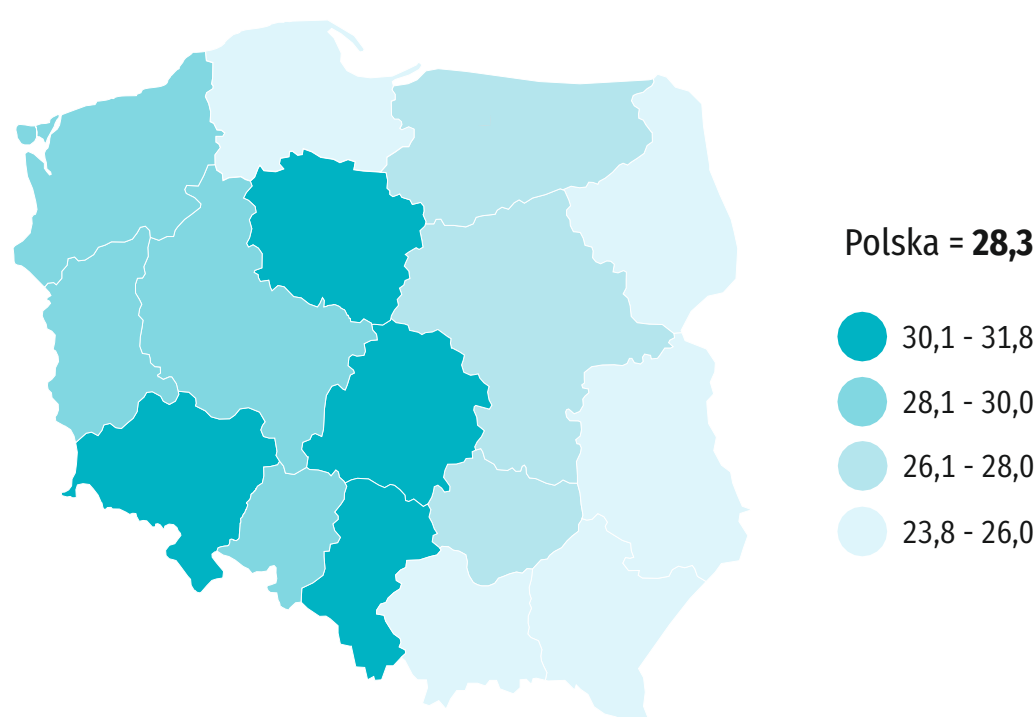 Polska = 28,3
30,1 - 31,8
28,1 - 30,0
26,1 - 28,0
23,8 - 26,0